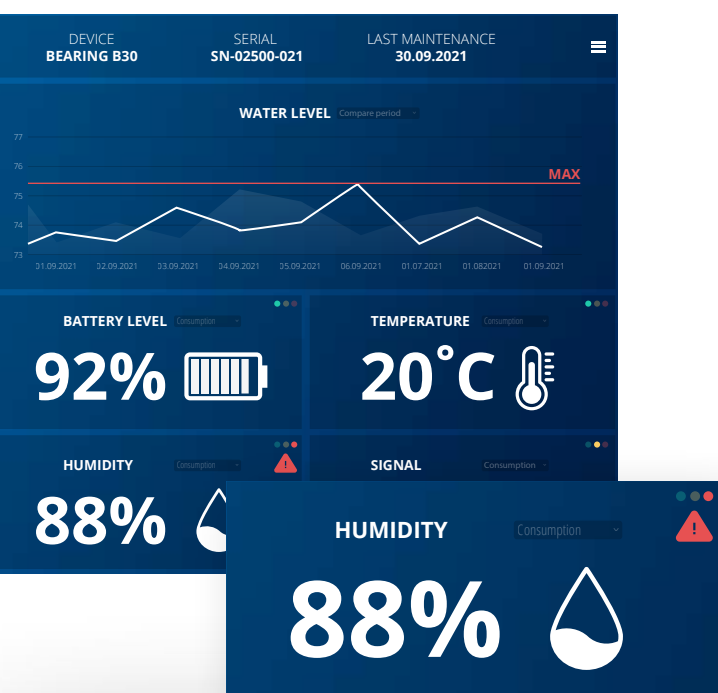 DEVICE
BEARING B30
SERIAL
SN-02500-021
LAST MAINTENANCE
30.09.2021
WATER LEVEL Compare period
77
76
75
74
73
MAX
01.09.2021 02.09.2021 03.09.2021 04.09.2021 05.09.2021 06.09.2021 01.07.2021 01.082021 01.09.2021
BATTERY LEVEL Consumption
92%
TEMPERATURE Consumption
20°C
HUMIDITY Consumption
!
88%
SIGNAL Consumption
HUMIDITY Consumption
!
88%